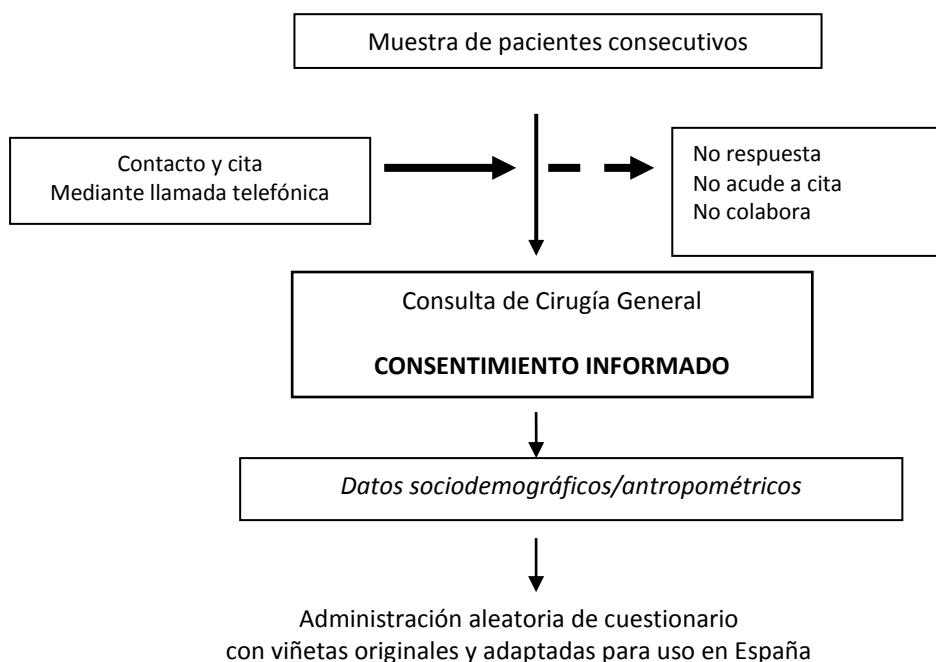 Muestra de pacientes consecutivos
Contacto y cita
Mediante llamada telefónica
No respuesta
No acude a cita
No colabora
Consulta de Cirugía General
CONSENTIMIENTO INFORMADO
Datos sociodemográficos/antropométricos
Administración aleatoria de cuestionario
con viñetas originales y adaptadas para uso en España